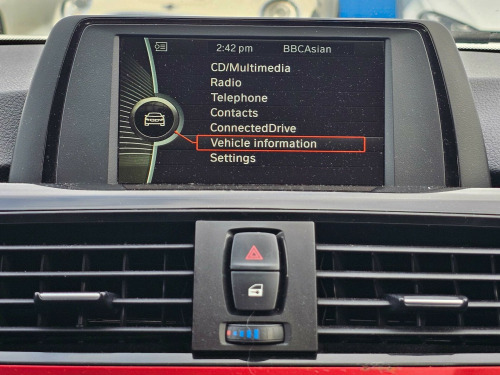 2:42 pm BBCAsian
CD/Multimedia
Radio
Telephone
Contacts
ConnectedDrive
Vehicle information
Settings